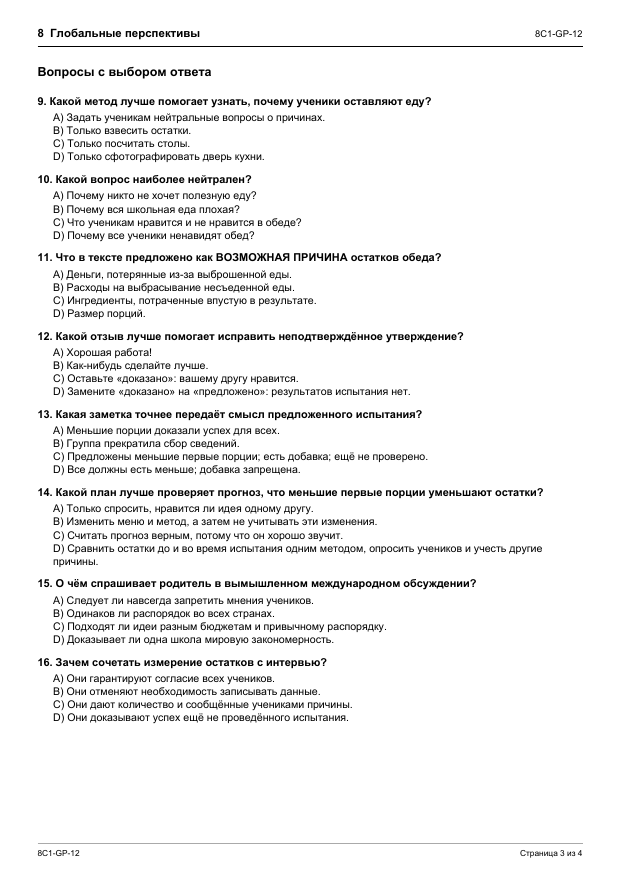 8 Глобальные перспективы
8C1-GP-12
Вопросы с выбором ответа
9. Какой метод лучше помогает узнать, почему ученики оставляют еду?
A) Задать ученикам нейтральные вопросы о причинах.
B) Только взвесить остатки.
C) Только посчитать столы.
D) Только сфотографировать дверь кухни.
10. Какой вопрос наиболее нейтрален?
A) Почему никто не хочет полезную еду?
B) Почему вся школьная еда плохая?
C) Что ученикам нравится и не нравится в обеде?
D) Почему все ученики ненавидят обед?
11. Что в тексте предложено как ВОЗМОЖНАЯ ПРИЧИНА остатков обеда?
A) Деньги, потерянные из-за выброшенной еды.
B) Расходы на выбрасывание несъеденной еды.
C) Ингредиенты, потраченные впустую в результате.
D) Размер порций.
12. Какой отзыв лучше помогает исправить неподтверждённое утверждение?
A) Хорошая работа!
B) Как-нибудь сделайте лучше.
C) Оставьте «доказано»: вашему другу нравится.
D) Замените «доказано» на «предложено»: результатов испытания нет.
13. Какая заметка точнее передаёт смысл предложенного испытания?
A) Меньшие порции доказали успех для всех.
B) Группа прекратила сбор сведений.
C) Предложены меньшие первые порции; есть добавка; ещё не проверено.
D) Все должны есть меньше; добавка запрещена.
14. Какой план лучше проверяет прогноз, что меньшие первые порции уменьшают остатки?
A) Только спросить, нравится ли идея одному другу.
B) Изменить меню и метод, а затем не учитывать эти изменения.
C) Считать прогноз верным, потому что он хорошо звучит.
D) Сравнить остатки до и во время испытания одним методом, опросить учеников и учесть другие
причины.
15. О чём спрашивает родитель в вымышленном международном обсуждении?
A) Следует ли навсегда запретить мнения учеников.
B) Одинаков ли распорядок во всех странах.
C) Подходят ли идеи разным бюджетам и привычному распорядку.
D) Доказывает ли одна школа мировую закономерность.
16. Зачем сочетать измерение остатков с интервью?
A) Они гарантируют согласие всех учеников.
B) Они отменяют необходимость записывать данные.
C) Они дают количество и сообщённые учениками причины.
D) Они доказывают успех ещё не проведённого испытания.
8C1-GP-12
Страница 3 из 4